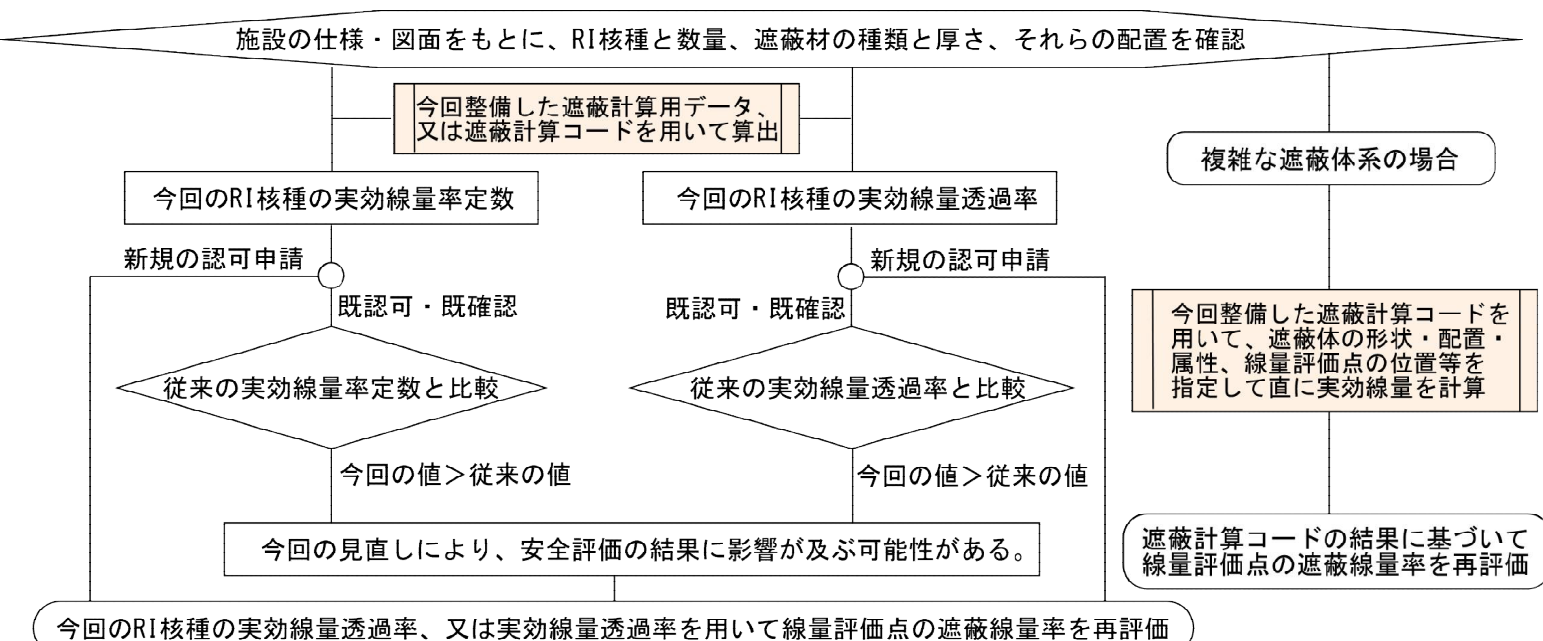 施設の仕様・図面をもとに、RI核種と数量、遮蔽材の種類と厚さ、それらの配置を確認
今回整備した遮蔽計算用データ、
又は遮蔽計算コードを用いて算出
今回のRI核種の実効線量率定数
今回のRI核種の実効線量透過率
複雑な遮蔽体系の場合
新規の認可申請
新規の認可申請
既認可・既確認
既認可・既確認
従来の実効線量率定数と比較
従来の実効線量透過率と比較
今回整備した遮蔽計算コードを
用いて、遮蔽体の形状・配置・
属性、線量評価点の位置等を
指定して直に実効線量を計算
今回の値＞従来の値
今回の値＞従来の値
今回の見直しにより、安全評価の結果に影響が及ぶ可能性がある。
遮蔽計算コードの結果に基づいて
線量評価点の遮蔽線量率を再評価
今回のRI核種の実効線量透過率、又は実効線量透過率を用いて線量評価点の遮蔽線量率を再評価